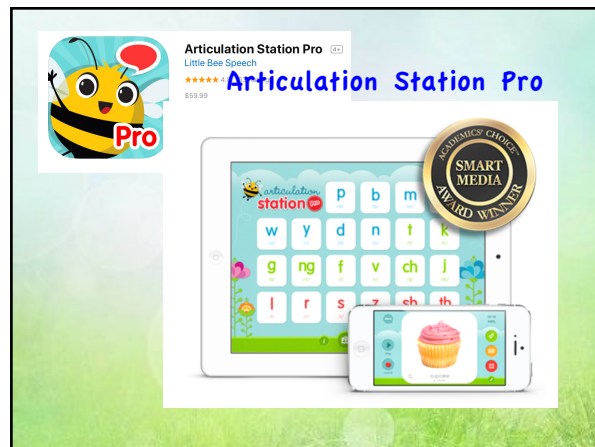 Articulation Station Pro 4+
Little Bee Speech
Articulation Station Pro
$59.99
Pro
ACADEMICS' CHOICE™
SMART
MEDIA
AWARD WINNER
articulation
station pro
p b m
w y d n t k
g ng f v ch j
l r s z sh th
cupcake